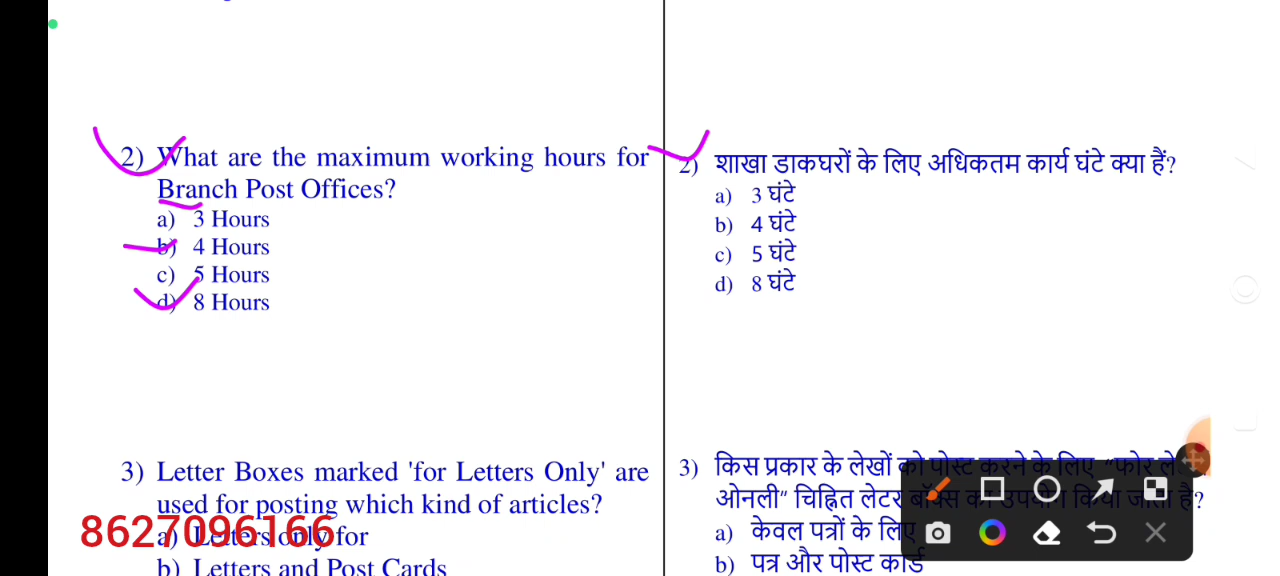 2) What are the maximum working hours for
Branch Post Offices?
a) 3 Hours
b) 4 Hours
c) 5 Hours
d) 8 Hours
3) Letter Boxes marked 'for Letters Only' are
used for posting which kind of articles?
a) Letters only for
b) Letters and Post Cards
8627096166
2) शाखा डाकघरों के लिए अधिकतम कार्य घंटे क्या हैं?
a) 3 घंटे
b) 4 घंटे
c) 5 घंटे
d) 8 घंटे
3) किस प्रकार के लेखों को पोस्ट करने के लिए "फोर
ओनली" चिह्नित लेटर बॉक्स का उपयोग किया जाता है?
a) केवल पत्रों के लिए
b) पत्र और पोस्ट कार्ड